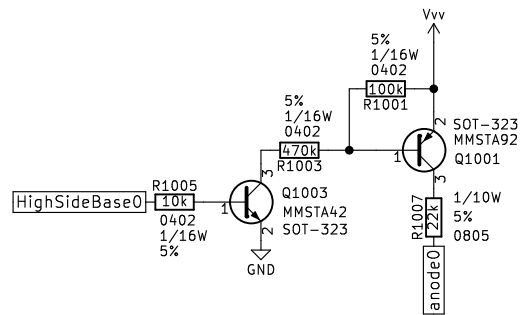 Vvv
5%
1/16W
0402
100k
R1001
2
SOT-323
MMSTA92
Q1001
1
3
5%
1/16W
0402
470k
R1003
3
R1005
10k
HighSideBase0
0402
1/16W
5%
1
Q1003
MMSTA42
SOT-323
2
GND
R1007
22k
1/10W
5%
0805
anode0